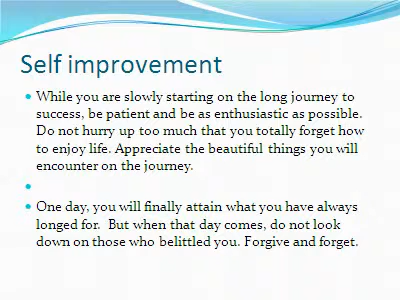 Self improvement
While you are slowly starting on the long journey to
success, be patient and be as enthusiastic as possible.
Do not hurry up too much that you totally forget how
to enjoy life. Appreciate the beautiful things you will
encounter on the journey.
One day, you will finally attain what you have always
longed for.  But when that day comes, do not look
down on those who belittled you. Forgive and forget.